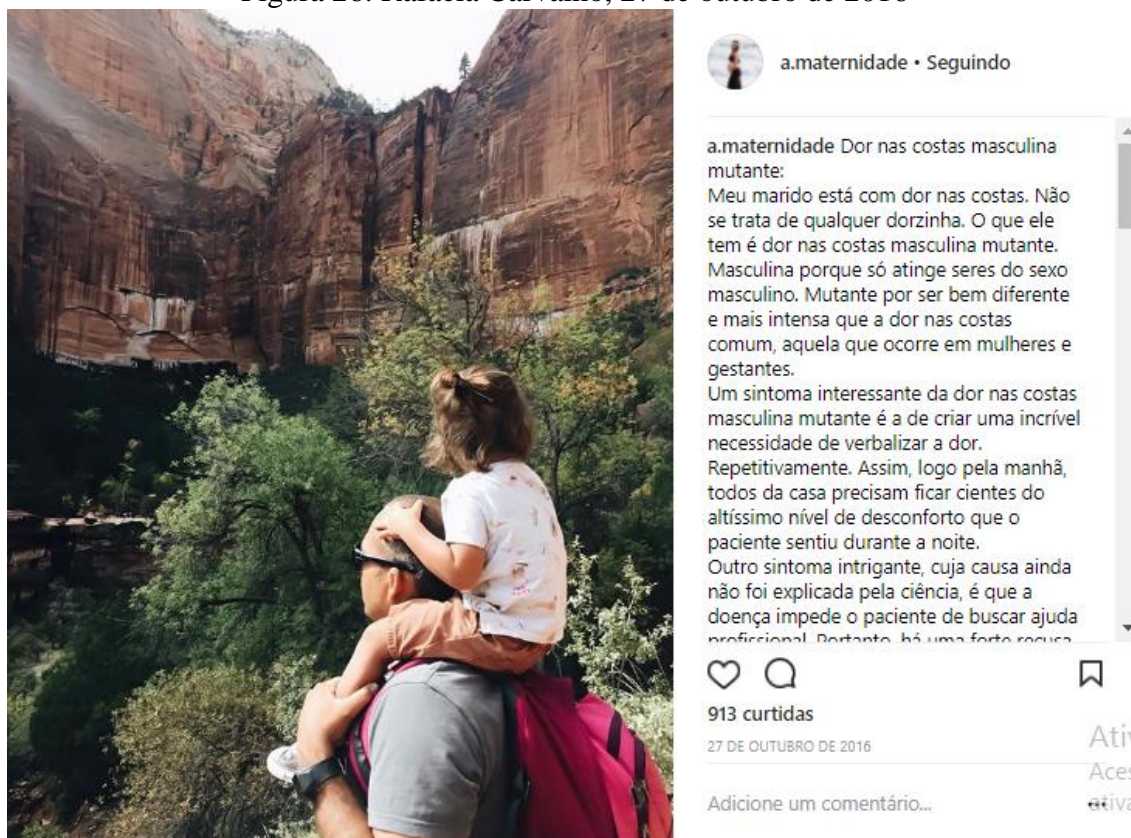 a.maternidade • Seguindo
a.maternidade Dor nas costas masculina
mutante:
Meu marido está com dor nas costas. Não
se trata de qualquer dorzinha. O que ele
tem é dor nas costas masculina mutante.
Masculina porque só atinge seres do sexo
masculino. Mutante por ser bem diferente
e mais intensa que a dor nas costas
comum, aquela que ocorre em mulheres e
gestantes.
Um sintoma interessante da dor nas costas
masculina mutante é a de criar uma incrível
necessidade de verbalizar a dor.
Repetitivamente. Assim, logo pela manhã,
todos da casa precisam ficar cientes do
altíssimo nível de desconforto que o
paciente sentiu durante a noite.
Outro sintoma intrigante, cuja causa ainda
não foi explicada pela ciência, é que a
doença impede o paciente de buscar ajuda
profissional. Portanto, há uma forte recusa
913 curtidas
27 DE OUTUBRO DE 2016
Adicione um comentário...